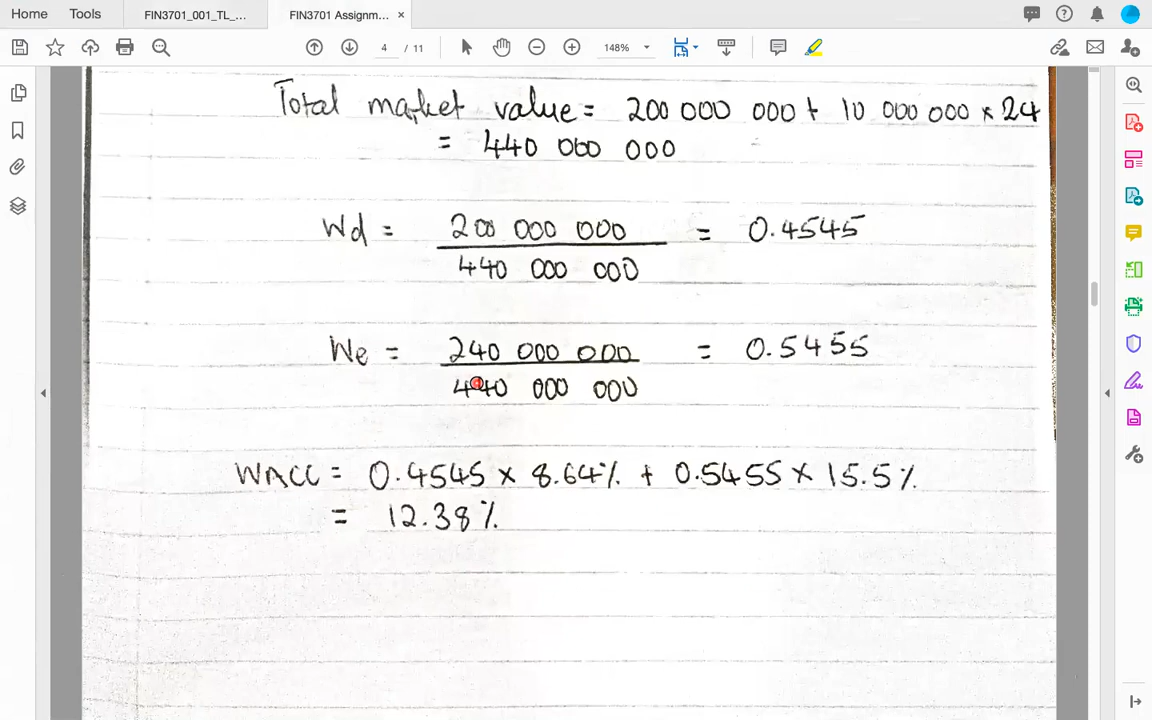 Home Tools FIN3701_001_TL_... FIN3701 Assignm... ×
4 / 11 148%
Total market value = 200 000 000 + 10 000 000 × 24
= 440 000 000
Wd = 200 000 000 = 0.4545
440 000 000
We = 240 000 000 = 0.5455
440 000 000
WACC = 0.4545 × 8.64% + 0.5455 × 15.5%
= 12.38%